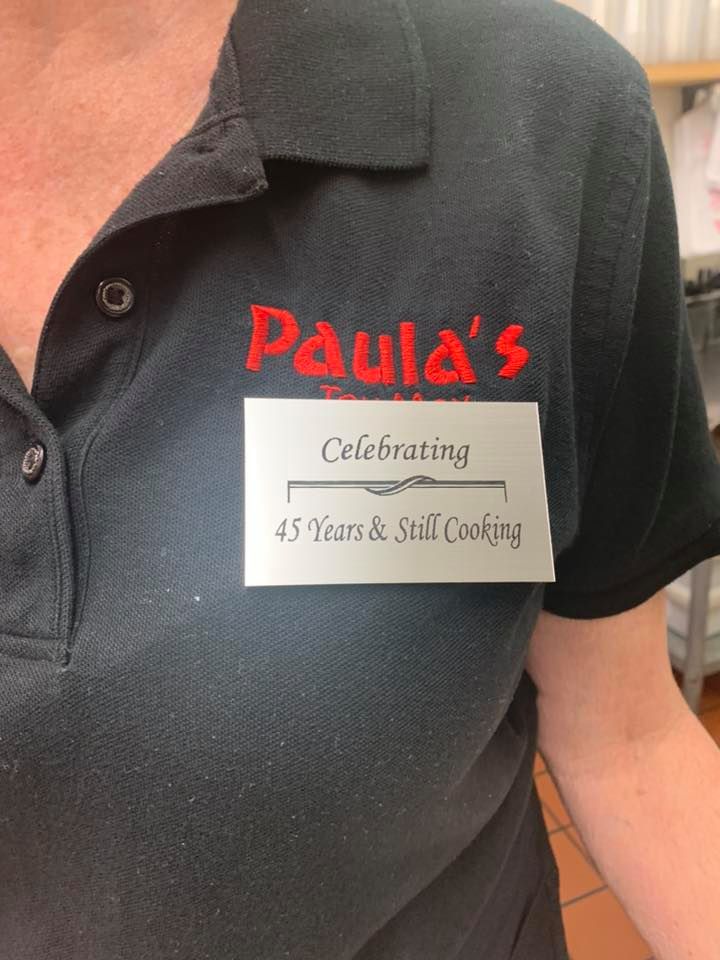 Paula's
Celebrating
45 Years & Still Cooking